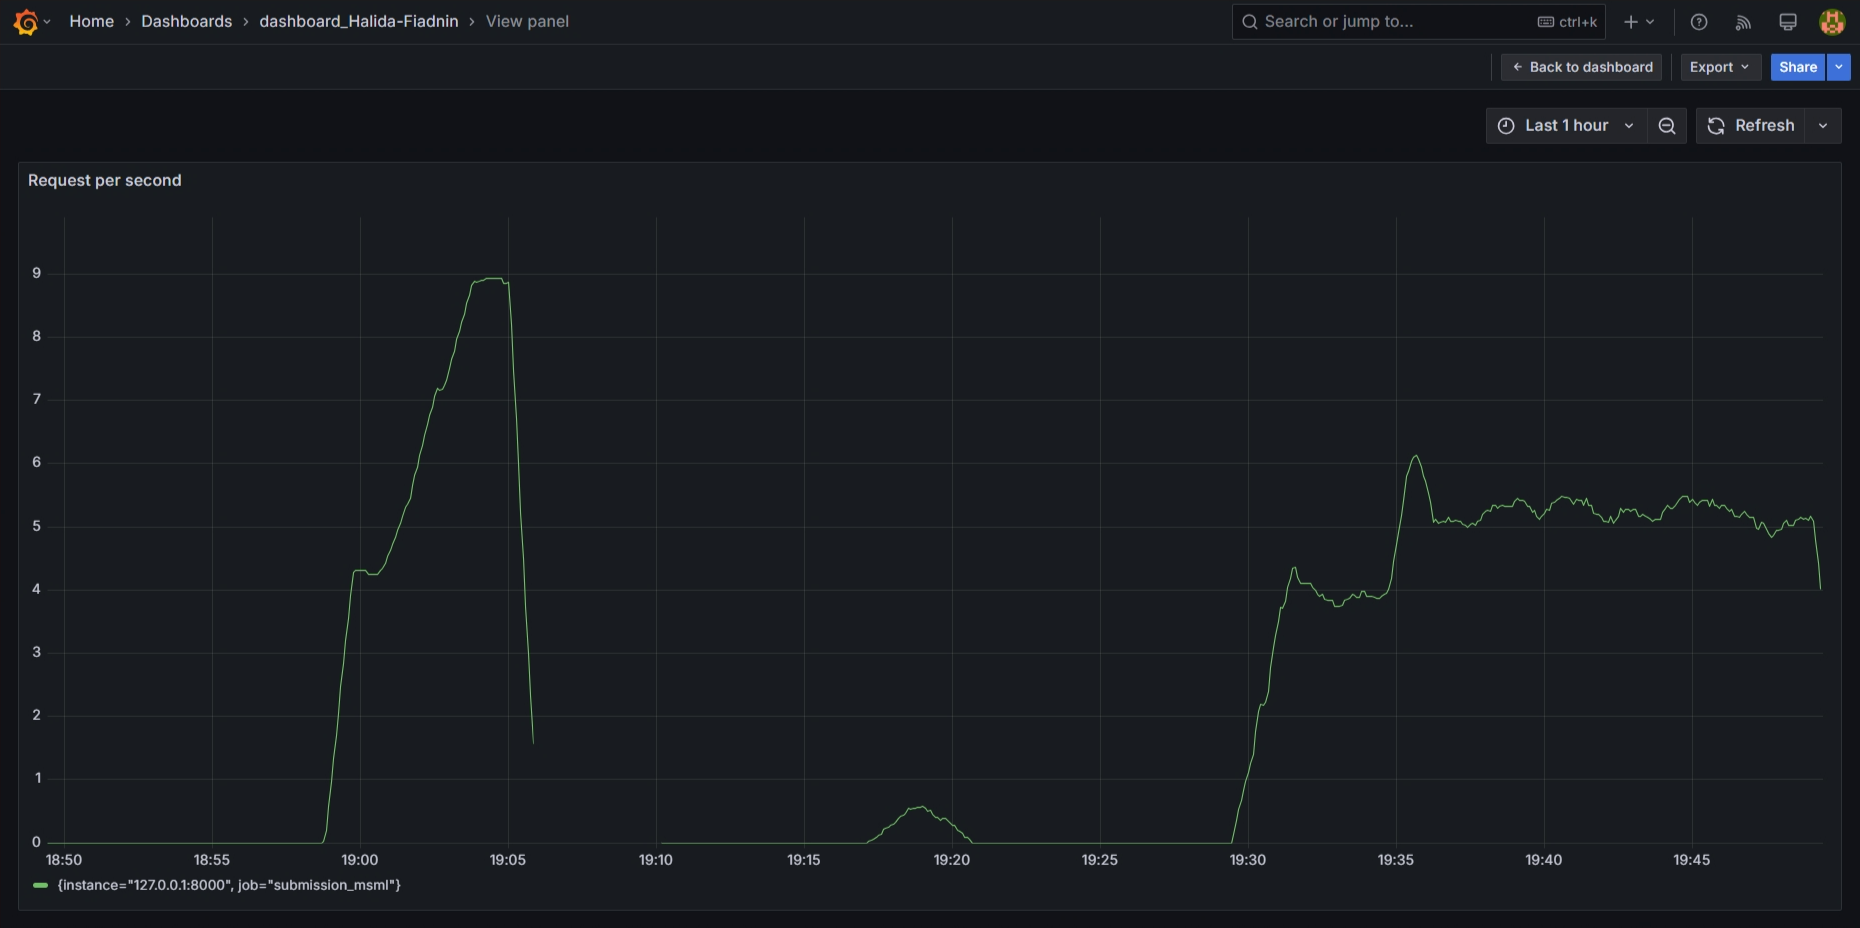 Home › Dashboards › dashboard_Halida-Fiadnin › View panel
Search or jump to... ctrl+k
Back to dashboard Export Share
Last 1 hour Refresh
Request per second
9
8
7
6
5
4
3
2
1
0
18:50 18:55 19:00 19:05 19:10 19:15 19:20 19:25 19:30 19:35 19:40 19:45
{instance="127.0.0.1:8000", job="submission_msml"}